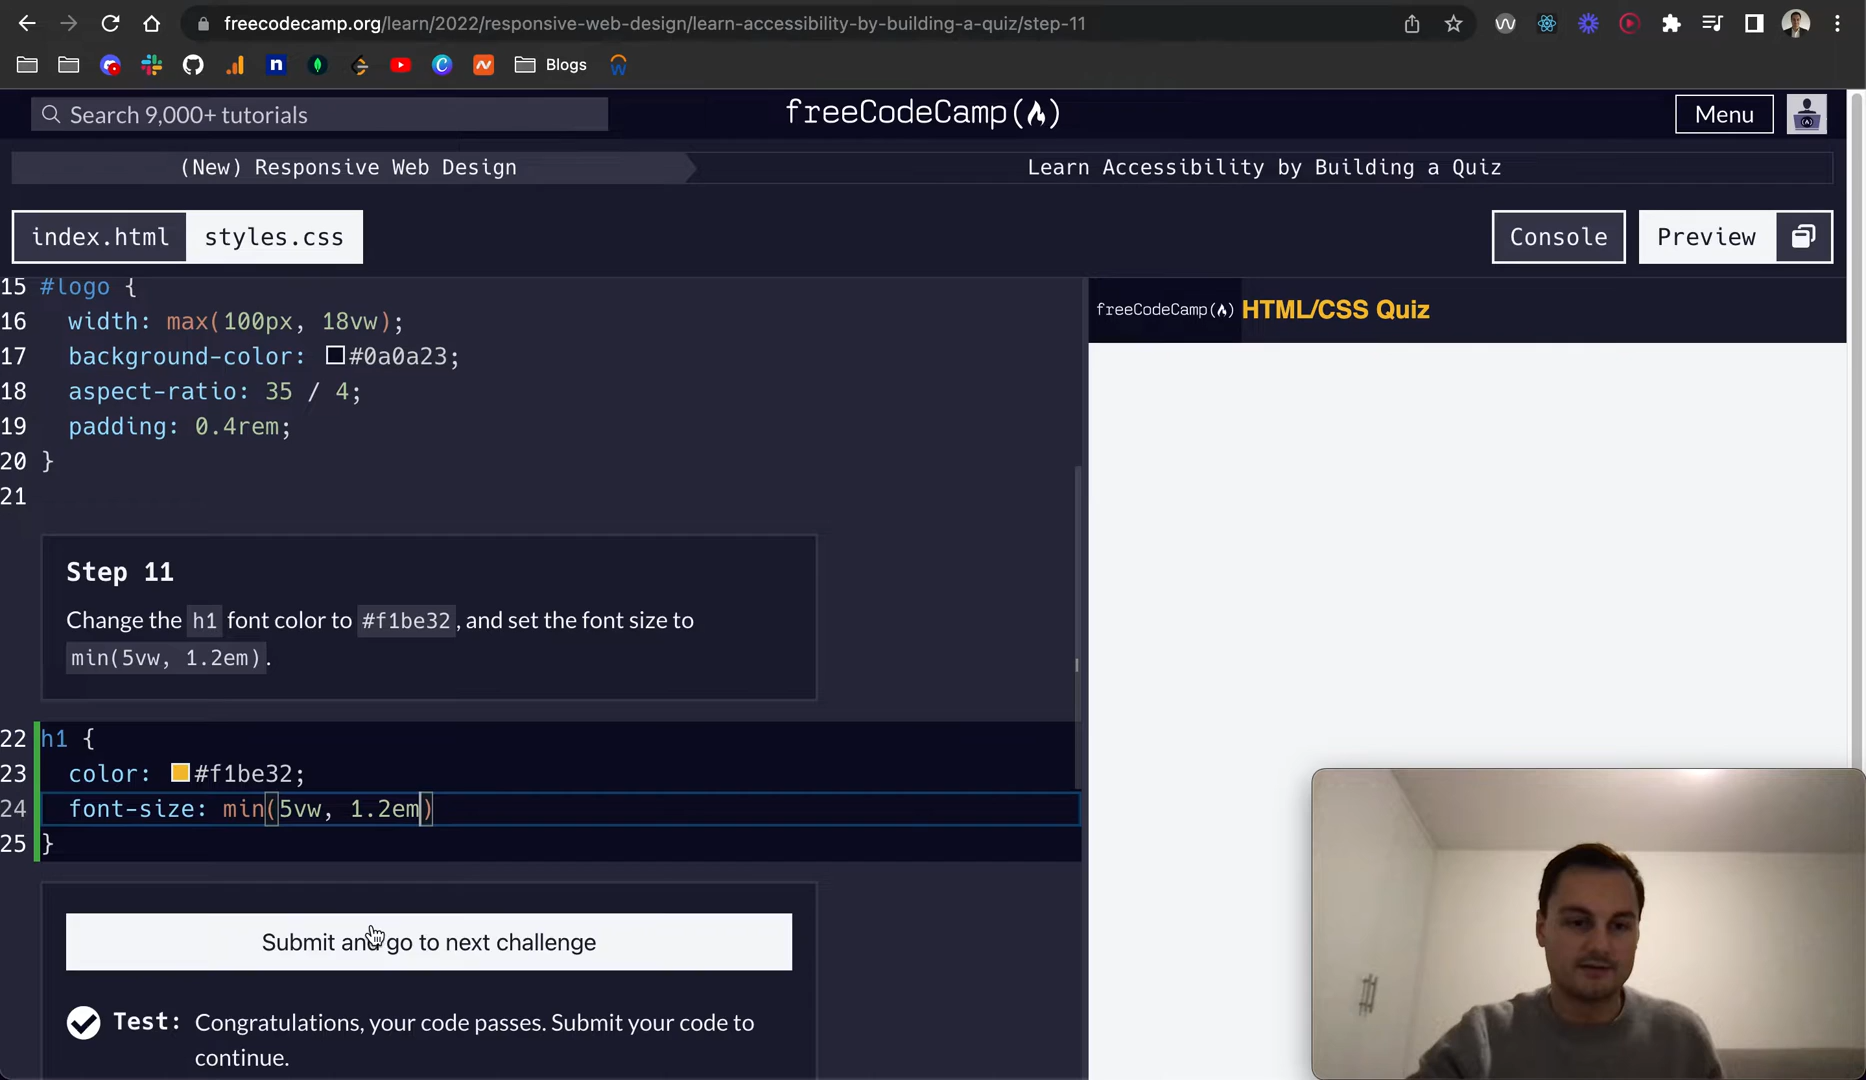 freecodecamp.org/learn/2022/responsive-web-design/learn-accessibility-by-building-a-quiz/step-11
Blogs
Search 9,000+ tutorials
freeCodeCamp
Menu
(New) Responsive Web Design
Learn Accessibility by Building a Quiz
index.html
styles.css
Console
Preview
15 #logo {
16 width: max(100px, 18vw);
17 background-color: #0a0a23;
18 aspect-ratio: 35 / 4;
19 padding: 0.4rem;
20 }
21
freeCodeCamp HTML/CSS Quiz
Step 11
Change the h1 font color to #f1be32, and set the font size to
min(5vw, 1.2em).
22 h1 {
23 color: #f1be32;
24 font-size: min(5vw, 1.2em)
25 }
Submit and go to next challenge
Test: Congratulations, your code passes. Submit your code to
continue.